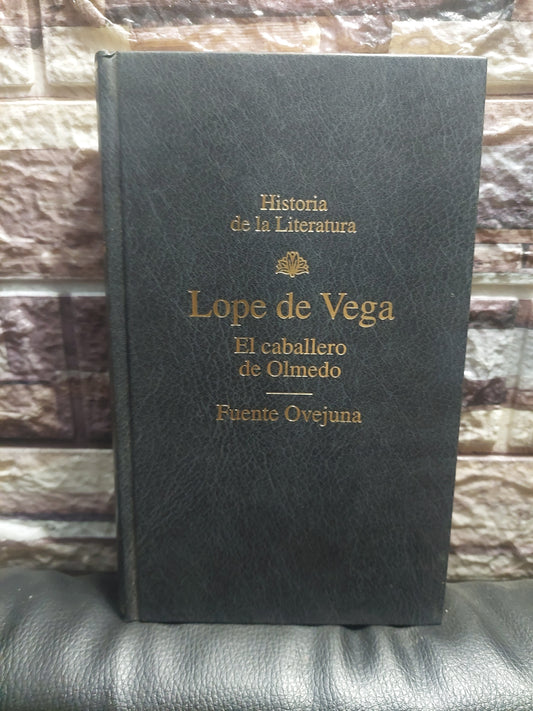 Historia
de la Literatura
Lope de Vega
El caballero
de Olmedo
Fuente Ovejuna